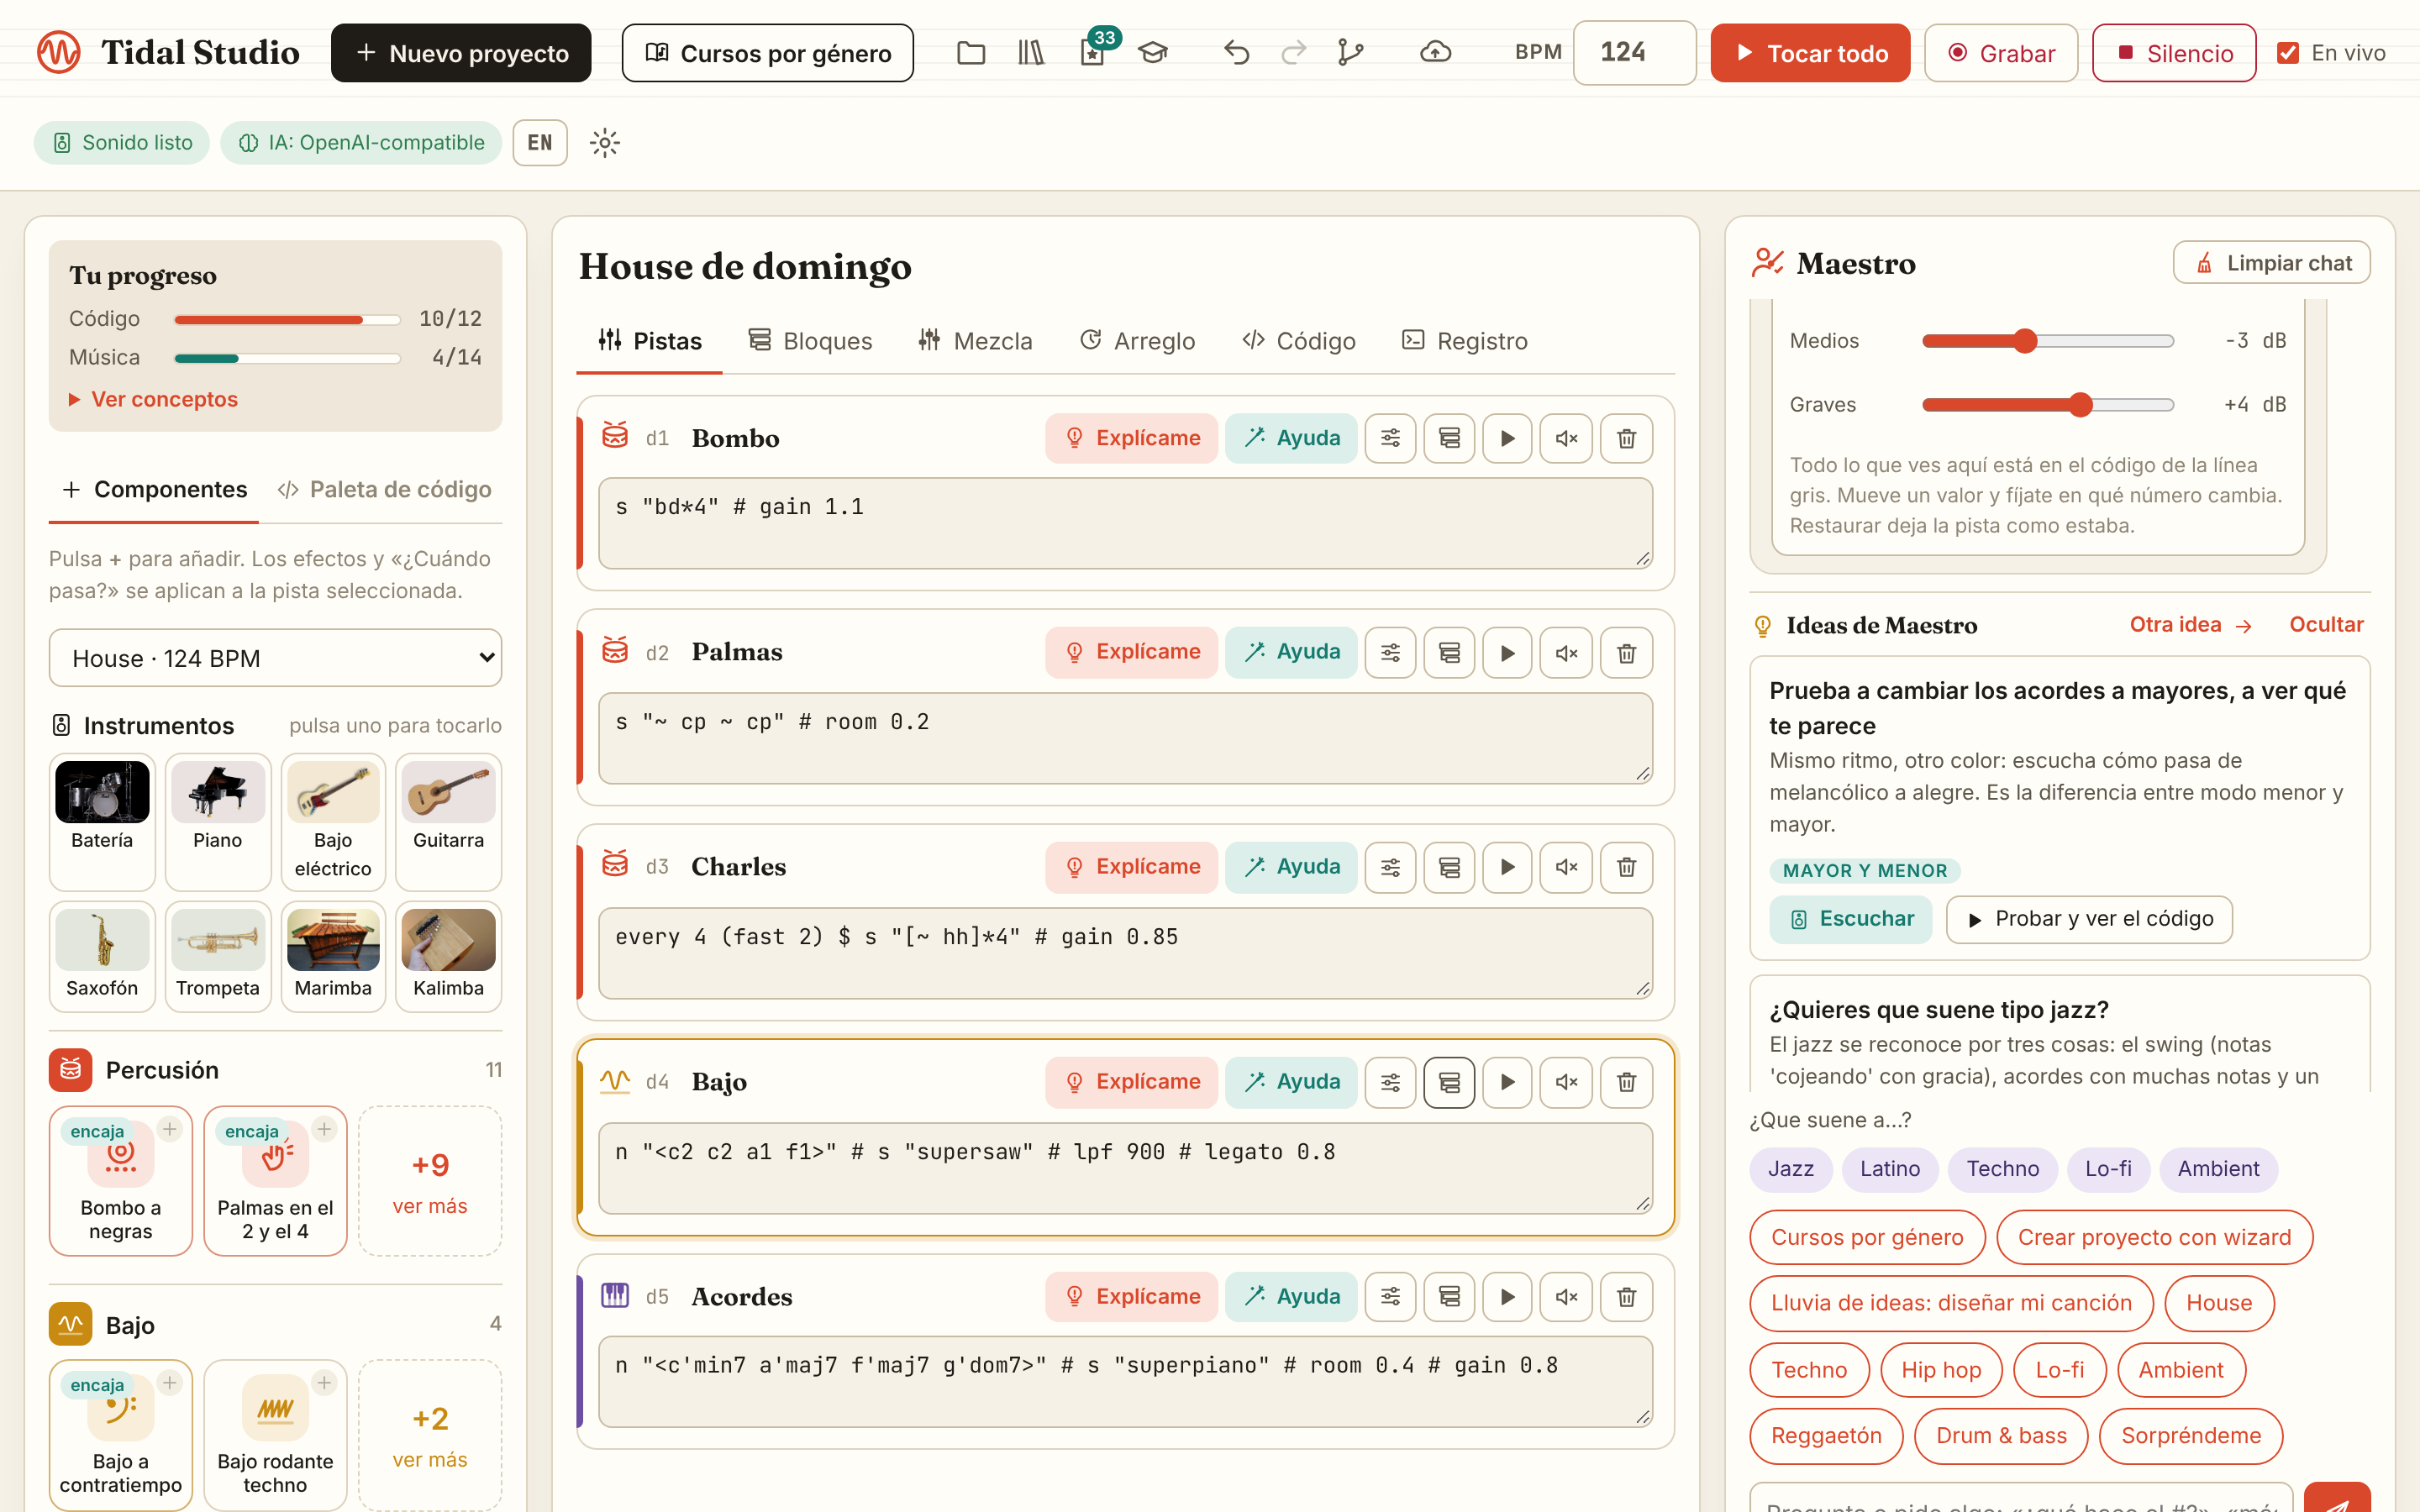 Tidal Studio
Nuevo proyecto
Cursos por género
33
BPM
124
Tocar todo
Grabar
Silencio
En vivo
Sonido listo
IA: OpenAI-compatible
EN
Tu progreso
Código 10/12
Música 4/14
Ver conceptos
Componentes
Paleta de código
Pulsa + para añadir. Los efectos y «¿Cuándo
pasa?» se aplican a la pista seleccionada.
House · 124 BPM
Instrumentos
pulsa uno para tocarlo
Batería
Piano
Bajo
eléctrico
Guitarra
Saxofón
Trompeta
Marimba
Kalimba
Percusión
11
encaja
Bombo a
negras
encaja
Palmas en el
2 y el 4
+9
ver más
Bajo
4
encaja
Bajo a
contratiempo
Bajo rodante
techno
+2
ver más
House de domingo
Pistas
Bloques
Mezcla
Arreglo
Código
Registro
d1 Bombo
Explícame
Ayuda
s "bd*4" # gain 1.1
d2 Palmas
Explícame
Ayuda
s "~ cp ~ cp" # room 0.2
d3 Charles
Explícame
Ayuda
every 4 (fast 2) $ s "[~ hh]*4" # gain 0.85
d4 Bajo
Explícame
Ayuda
n "<c2 c2 a1 f1>" # s "supersaw" # lpf 900 # legato 0.8
d5 Acordes
Explícame
Ayuda
n "<c'min7 a'maj7 f'maj7 g'dom7>" # s "superpiano" # room 0.4 # gain 0.8
Maestro
Limpiar chat
Medios -3 dB
Graves +4 dB
Todo lo que ves aquí está en el código de la línea
gris. Mueve un valor y fíjate en qué número cambia.
Restaurar deja la pista como estaba.
Ideas de Maestro
Otra idea →
Ocultar
Prueba a cambiar los acordes a mayores, a ver qué
te parece
Mismo ritmo, otro color: escucha cómo pasa de
melancólico a alegre. Es la diferencia entre modo menor y
mayor.
MAYOR Y MENOR
Escuchar
Probar y ver el código
¿Quieres que suene tipo jazz?
El jazz se reconoce por tres cosas: el swing (notas
'cojeando' con gracia), acordes con muchas notas y un
¿Que suene a...?
Jazz
Latino
Techno
Lo-fi
Ambient
Cursos por género
Crear proyecto con wizard
Lluvia de ideas: diseñar mi canción
House
Techno
Hip hop
Lo-fi
Ambient
Reggaetón
Drum & bass
Sorpréndeme